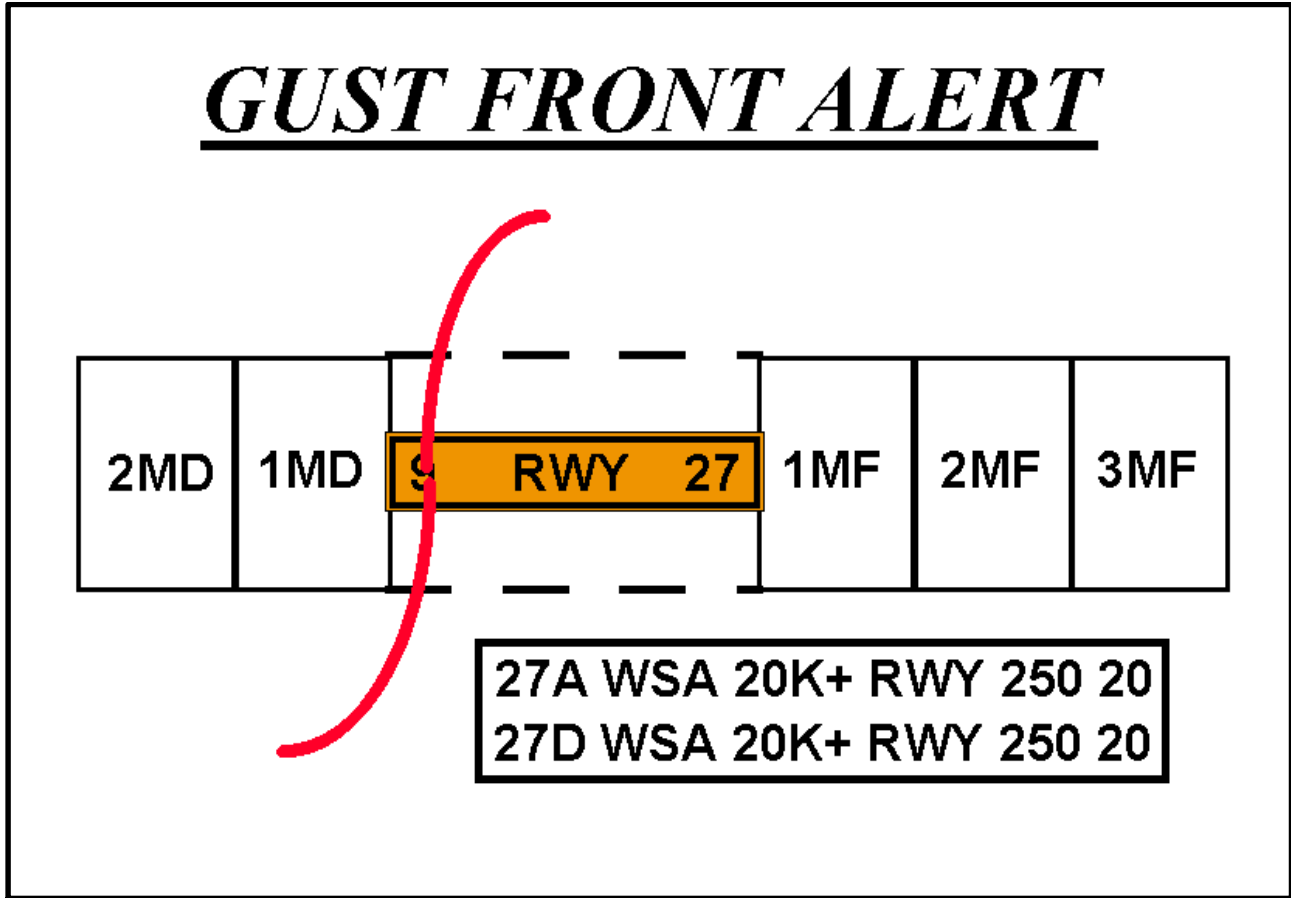 GUST FRONT ALERT
2MD 1MD 9 RWY 27 1MF 2MF 3MF
27A WSA 20K+ RWY 250 20
27D WSA 20K+ RWY 250 20